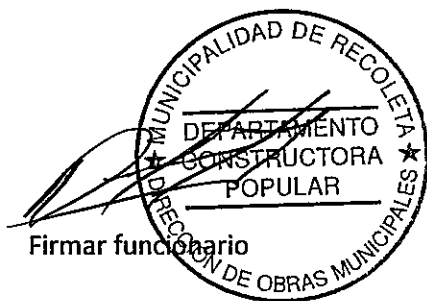 MUNICIPALIDAD DE RECOLETA
DEPARTAMENTO
CONSTRUCTORA
POPULAR
DIRECCIÓN DE OBRAS MUNICIPALES
Firmar funcionario